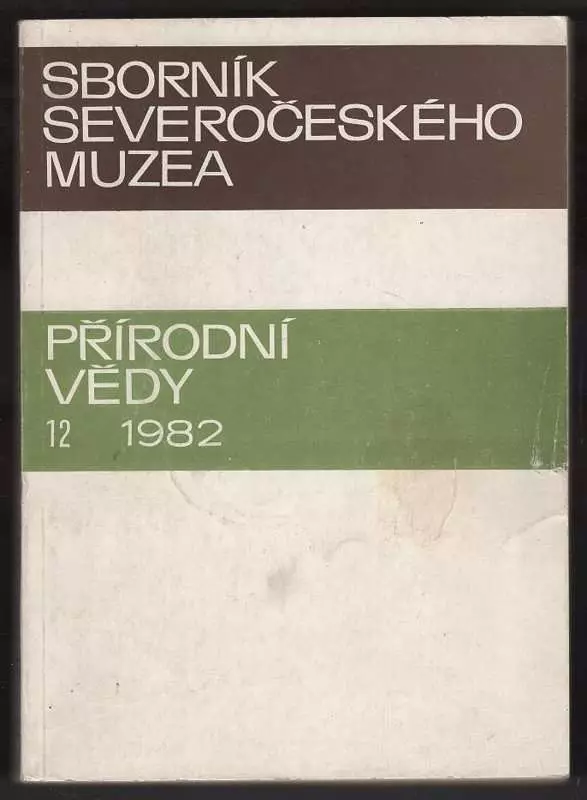 SBORNÍK
SEVEROČESKÉHO
MUZEA
PŘÍRODNÍ
VĚDY
12 1982